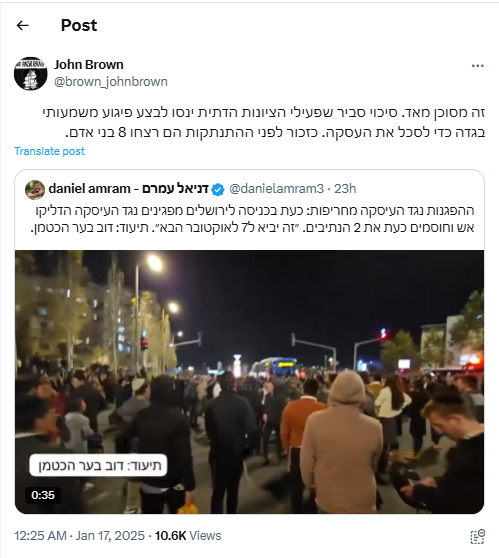 Post
John Brown
@brown_johnbrown
זה מסוכן מאד. סיכוי סביר שפעילי הציונות הדתית ינסו לבצע פיגוע משמעותי
בגדה כדי לסכל את העסקה. כזכור לפני ההתנתקות הם רצחו 8 בני אדם.
Translate post
daniel amram - דניאל עמרם @danielamram3 · 23h
ההפגנות נגד העיסקה מחריפות: כעת בכניסה לירושלים מפגינים נגד העיסקה הדליקו
אש וחוסמים כעת את 2 הנתיבים. ״זה יביא ל7 לאוקטובר הבא״. תיעוד: דוב בער הכטמן.
תיעוד: דוב בער הכטמן
0:35
12:25 AM · Jan 17, 2025 · 10.6K Views